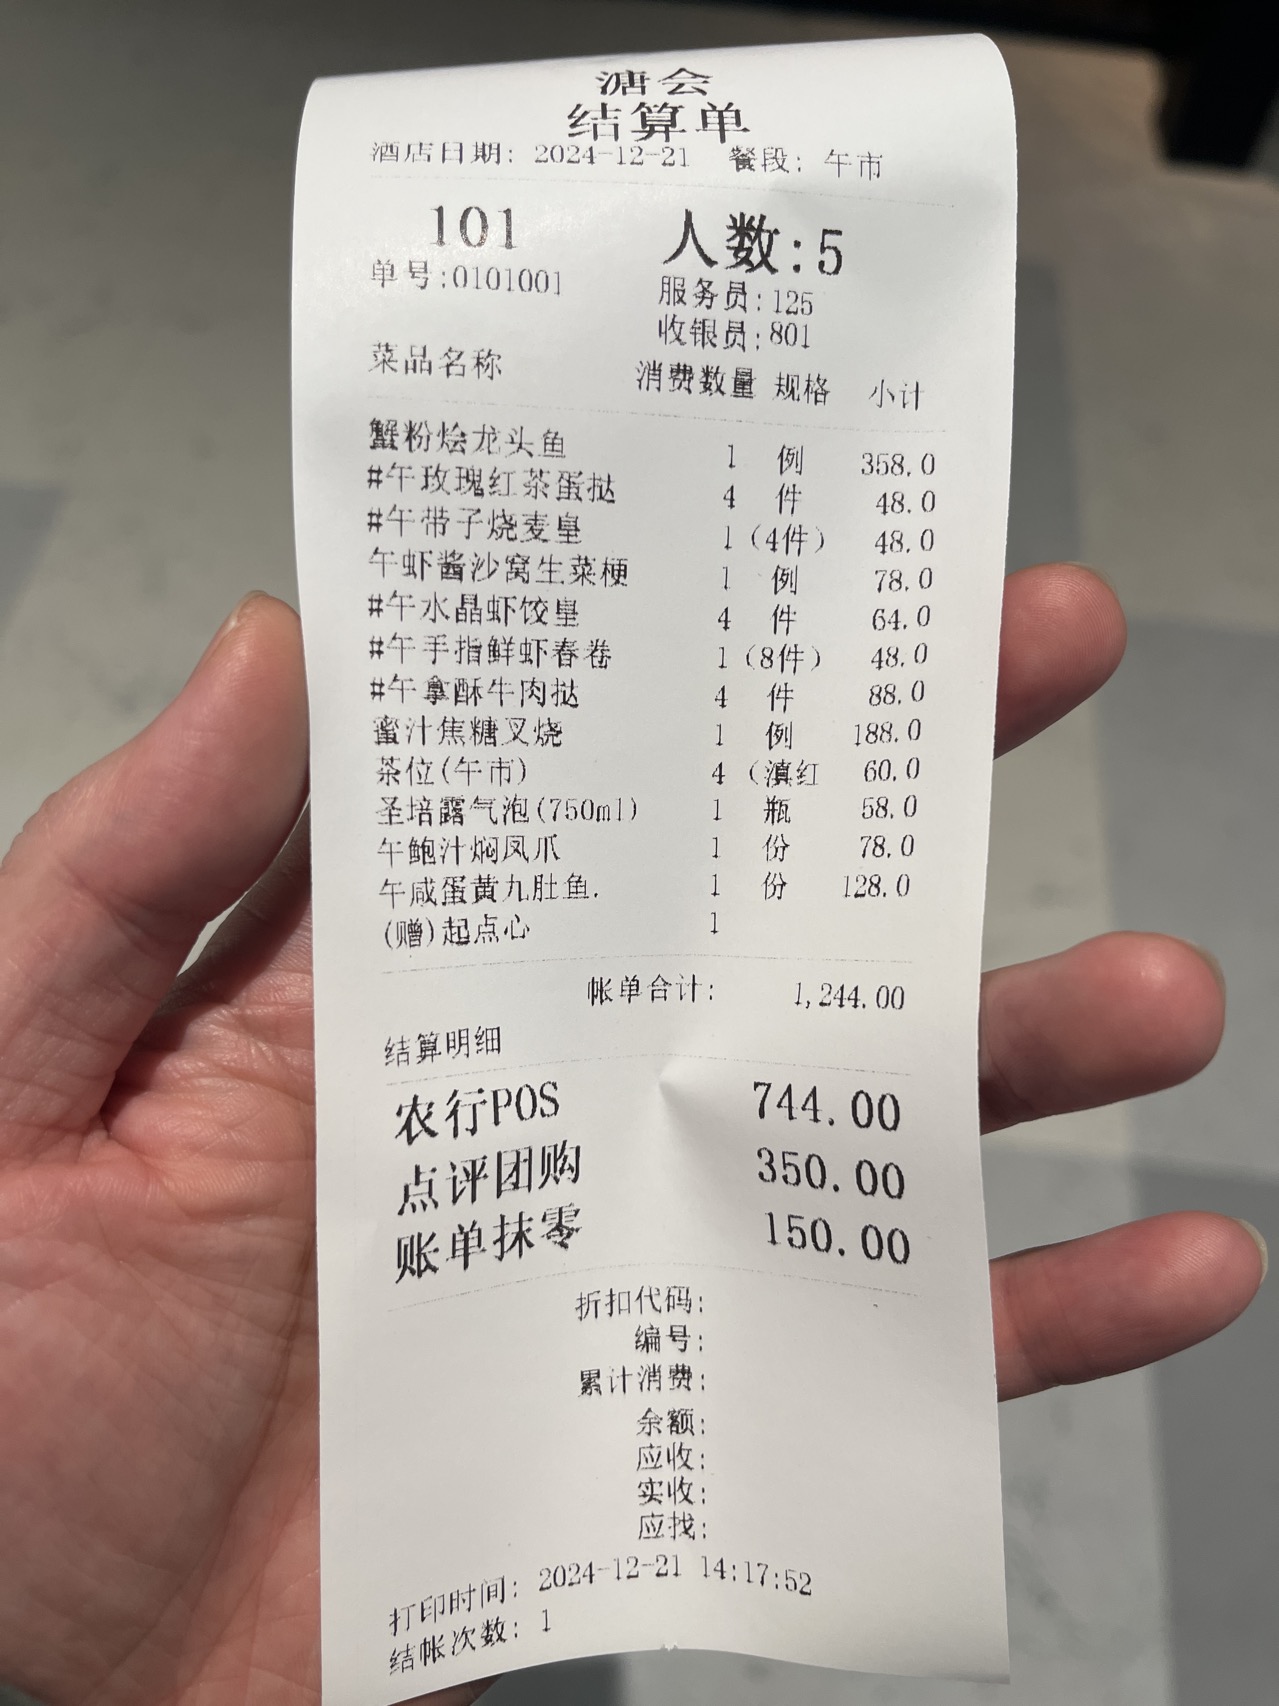 溏会
结算单
酒店日期: 2024-12-21 餐段: 午市
101 人数:5
单号:0101001
服务员:125
收银员:801
菜品名称 消费数量 规格 小计
蟹粉烩龙头鱼 1 例 358.0
#午玫瑰红茶蛋挞 4 件 48.0
#午带子烧麦皇 1 (4件) 48.0
午虾酱沙窝生菜梗 1 例 78.0
#午水晶虾饺皇 4 件 64.0
#午手指鲜虾春卷 1 (8件) 48.0
#午拿酥牛肉挞 4 件 88.0
蜜汁焦糖叉烧 1 例 188.0
茶位(午市) 4 (滇红 60.0
圣培露气泡(750ml) 1 瓶 58.0
午鲍汁焖凤爪 1 份 78.0
午咸蛋黄九肚鱼. 1 份 128.0
(赠)起点心 1
帐单合计: 1,244.00
结算明细
农行POS 744.00
点评团购 350.00
账单抹零 150.00
折扣代码:
编号:
累计消费:
余额:
应收:
实收:
应找:
打印时间: 2024-12-21 14:17:52
结帐次数: 1